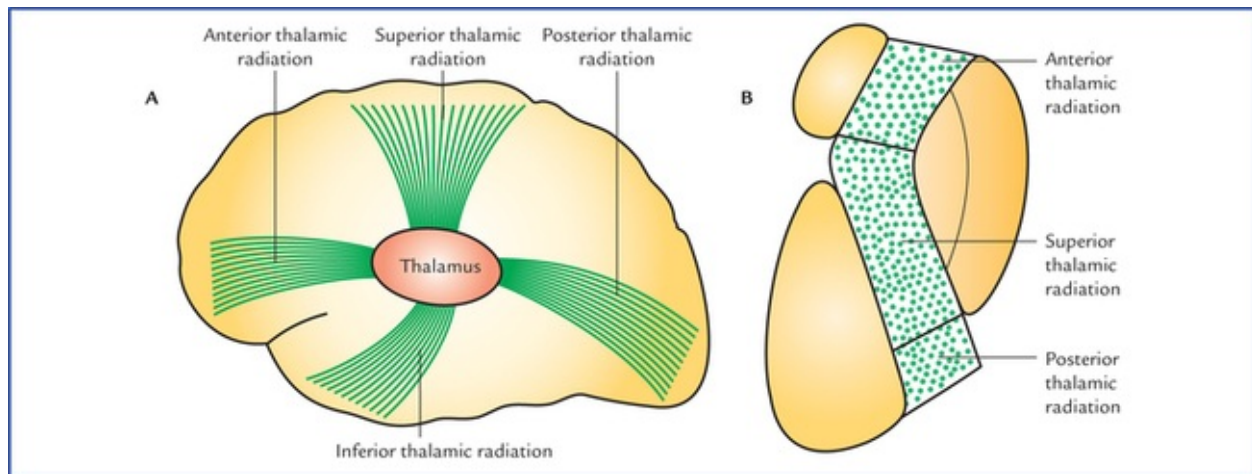 Anterior thalamic
radiation
Superior thalamic
radiation
Posterior thalamic
radiation
A
Thalamus
Inferior thalamic radiation
B
Anterior
thalamic
radiation
Superior
thalamic
radiation
Posterior
thalamic
radiation